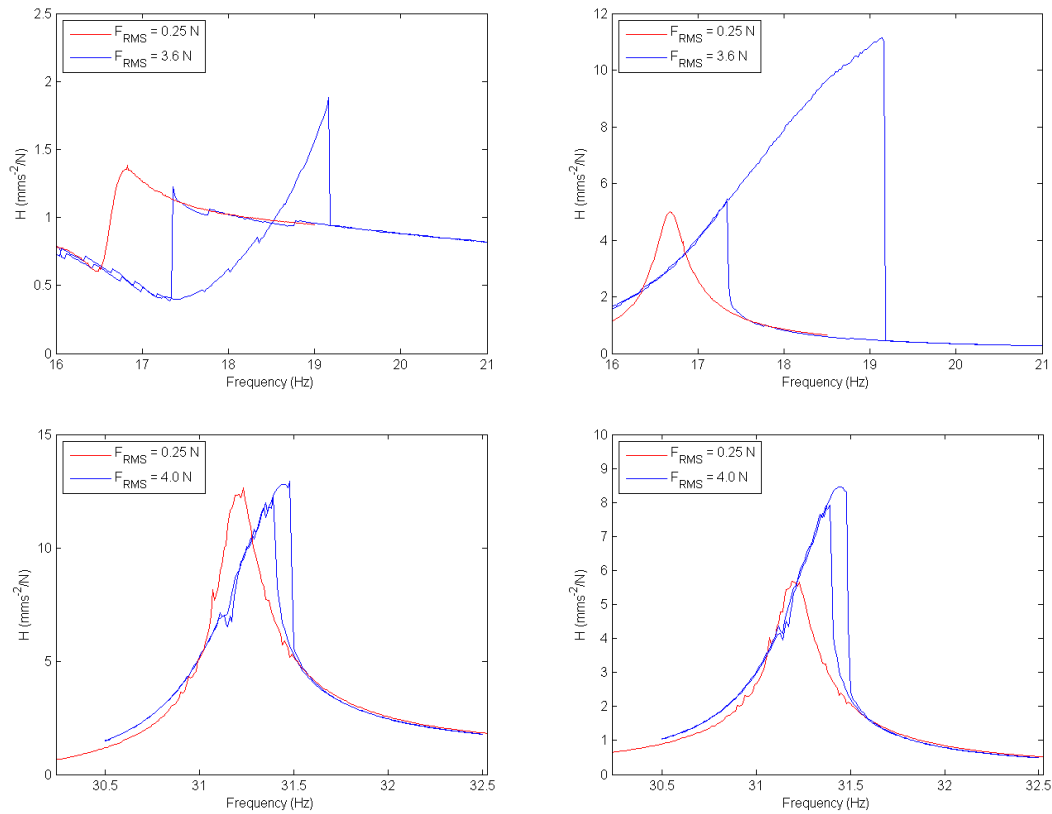 2.5
2
1.5
1
0.5
0
16 17 18 19 20 21
H (mms⁻²/N)
Frequency (Hz)
F_RMS = 0.25 N
F_RMS = 3.6 N
12
10
8
6
4
2
0
16 17 18 19 20 21
H (mms⁻²/N)
Frequency (Hz)
F_RMS = 0.25 N
F_RMS = 3.6 N
15
10
5
0
30.5 31 31.5 32 32.5
H (mms⁻²/N)
Frequency (Hz)
F_RMS = 0.25 N
F_RMS = 4.0 N
10
9
8
7
6
5
4
3
2
1
0
30.5 31 31.5 32 32.5
H (mms⁻²/N)
Frequency (Hz)
F_RMS = 0.25 N
F_RMS = 4.0 N